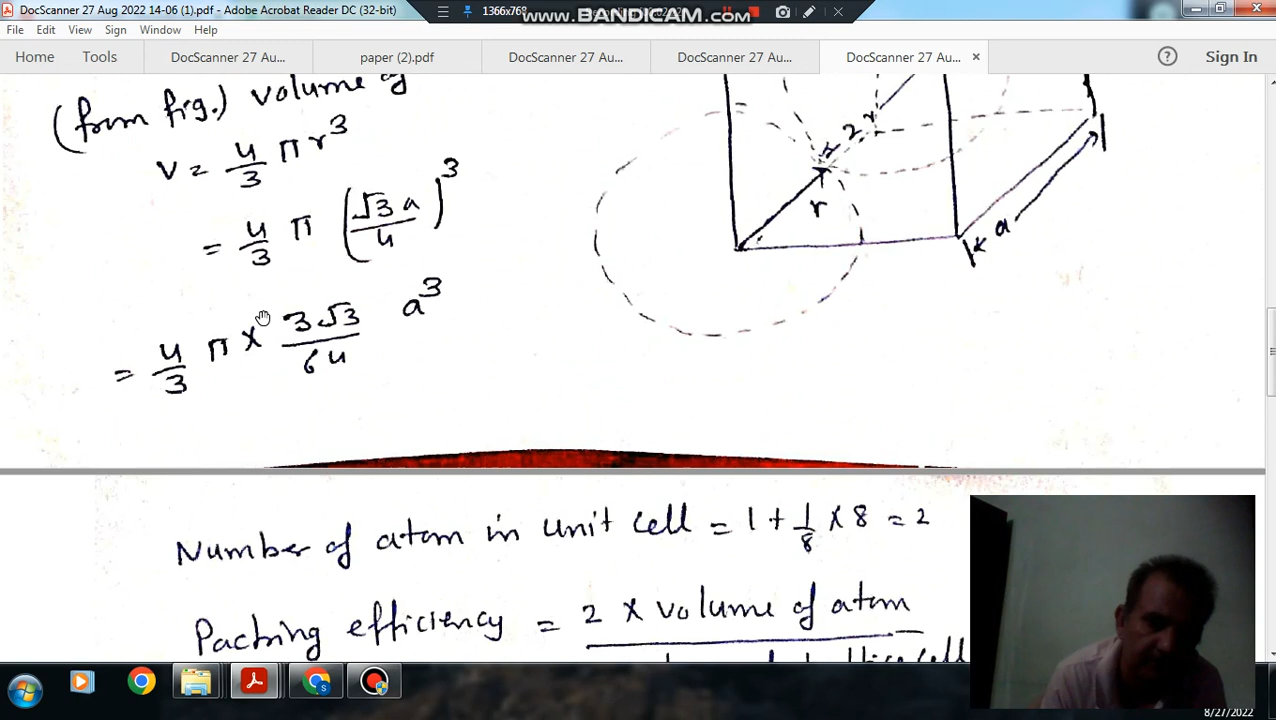 DocScanner 27 Aug 2022 14-06 (1).pdf - Adobe Acrobat Reader DC (32-bit)
1366x768
www.BANDICAM.com
File Edit View Sign Window Help
Home Tools DocScanner 27 Au... paper (2).pdf DocScanner 27 Au... DocScanner 27 Au... DocScanner 27 Au... × ? Sign In
(from fig.) volume of
V = 4/3 π r³
= 4/3 π (√3 a/4)³
= 4/3 π × 3√3/64 a³
2r
r
a
Number of atom in unit cell = 1 + 1/8 × 8 = 2
Packing efficiency = 2 × volume of atom
8/27/2022